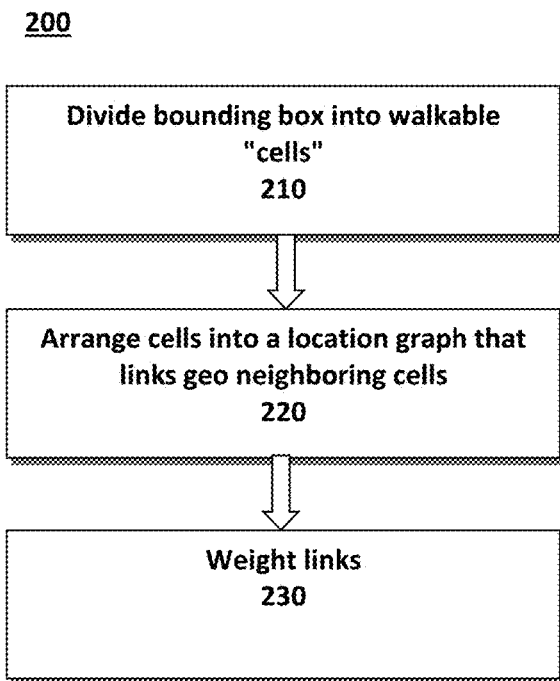 200
Divide bounding box into walkable
"cells"
210
Arrange cells into a location graph that
links geo neighboring cells
220
Weight links
230